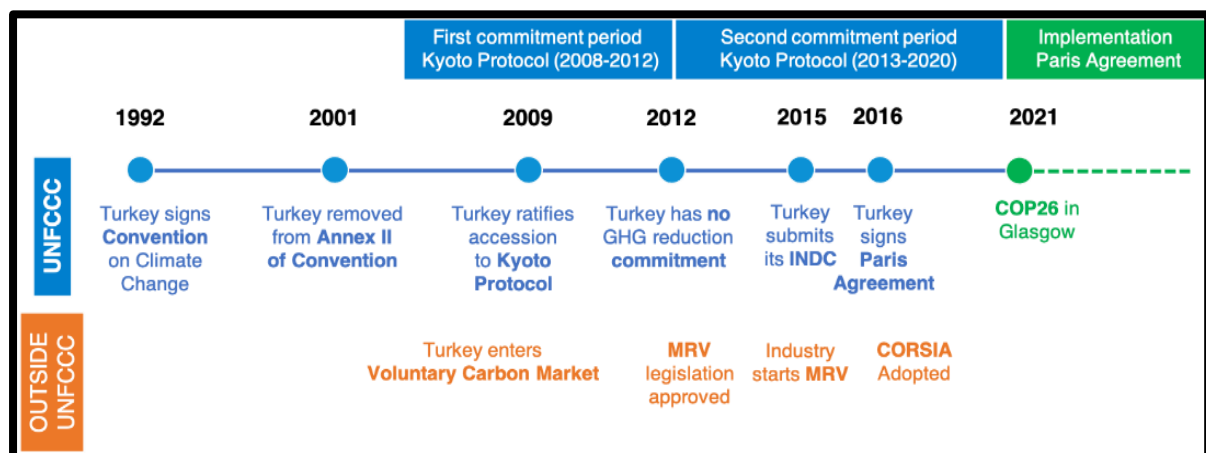 First commitment period
Kyoto Protocol (2008-2012)
Second commitment period
Kyoto Protocol (2013-2020)
Implementation
Paris Agreement
1992
2001
2009
2012
2015
2016
2021
UNFCCC
Turkey signs
Convention
on Climate
Change
Turkey removed
from Annex II
of Convention
Turkey ratifies
accession
to Kyoto
Protocol
Turkey has no
GHG reduction
commitment
Turkey
submits
its INDC
Turkey
signs
Paris
Agreement
COP26 in
Glasgow
OUTSIDE
UNFCCC
Turkey enters
Voluntary Carbon Market
MRV
legislation
approved
Industry
starts MRV
CORSIA
Adopted